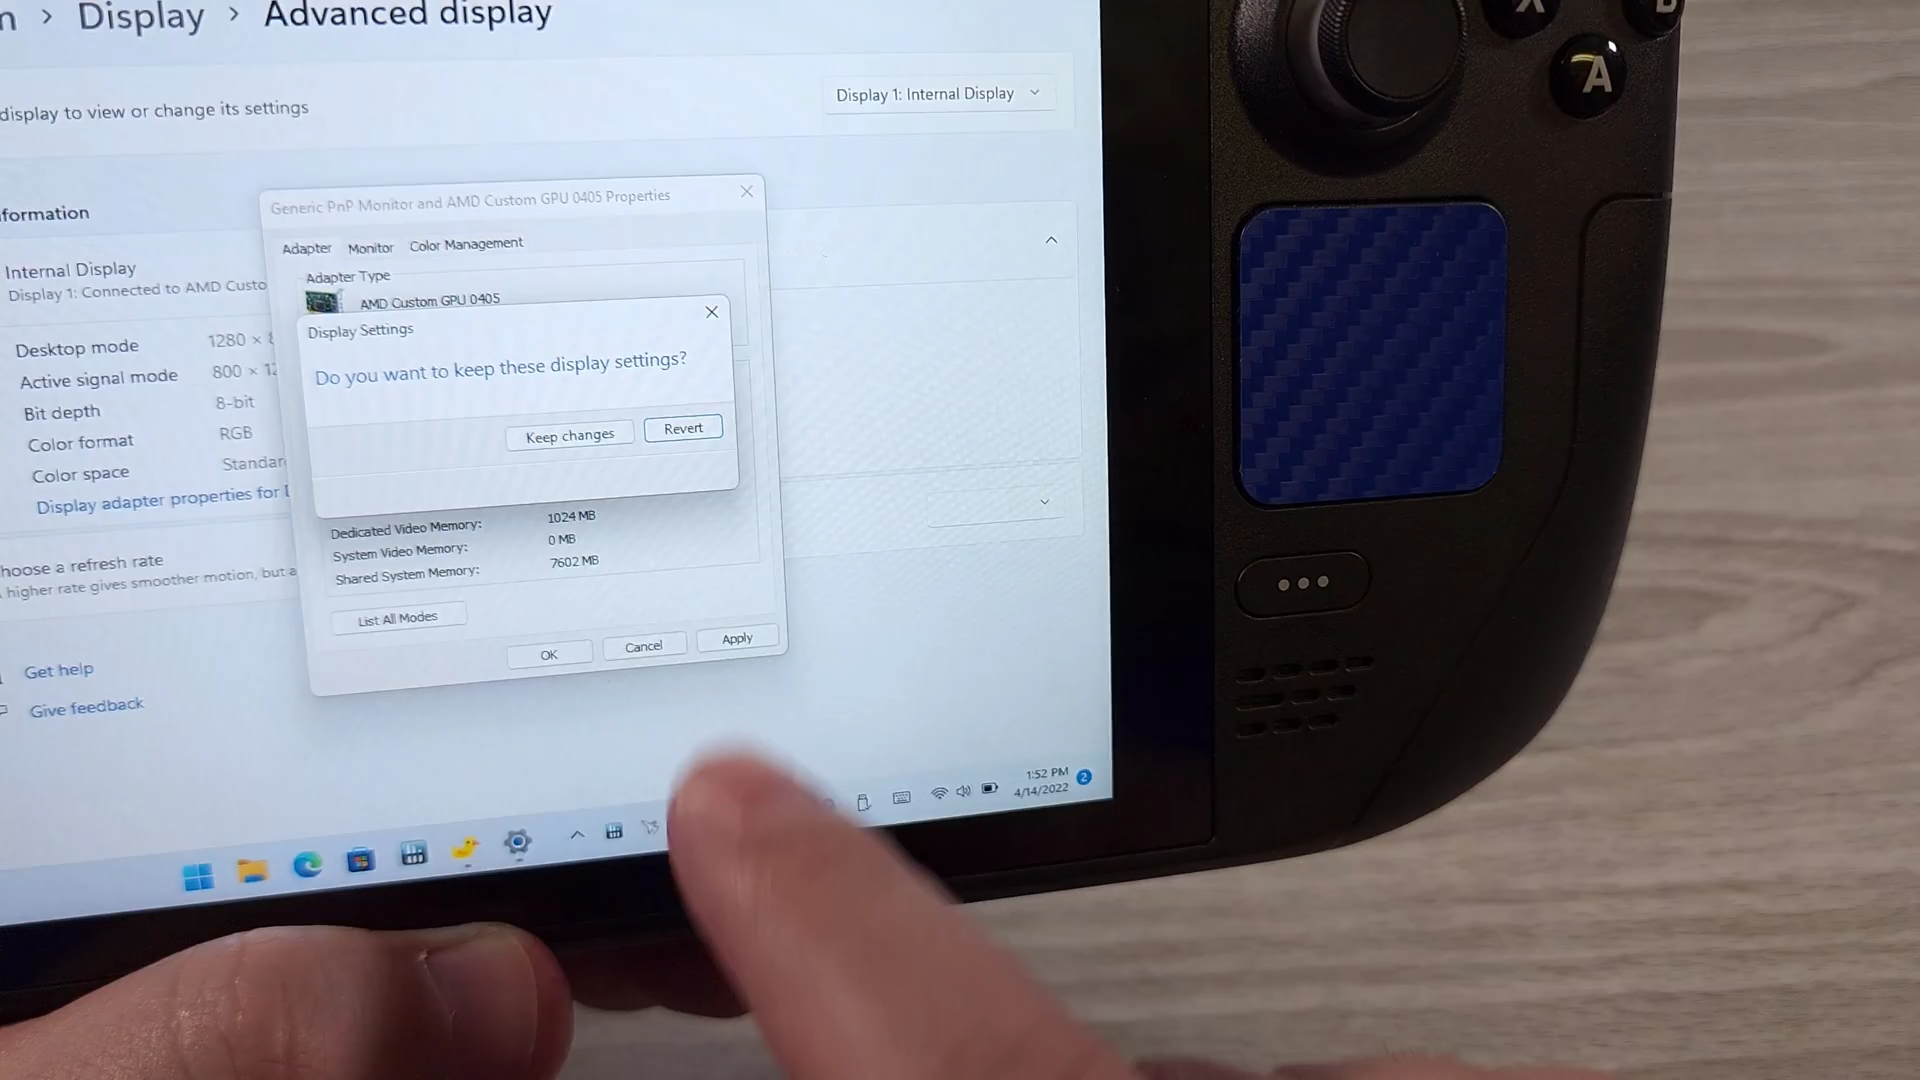 Display > Advanced display
display to view or change its settings
Display 1: Internal Display
Internal Display
Display 1: Connected to AMD
Desktop mode
1280 ×
Active signal mode
800 ×
Bit depth
8-bit
Color format
RGB
Color space
Display adapter properties for
refresh rate
higher rate gives smoother motion, but a
Get help
Give feedback
Generic PnP Monitor and AMD Custom GPU 0405 Properties
Adapter
Monitor
Color Management
Adapter Type
AMD Custom GPU 0405
Display Settings
Do you want to keep these display settings?
Keep changes
Revert
Dedicated Video Memory:
1024 MB
System Video Memory:
0 MB
Shared System Memory:
7602 MB
List All Modes
OK
Cancel
Apply
1:52 PM
4/14/2022
2
X
B
A